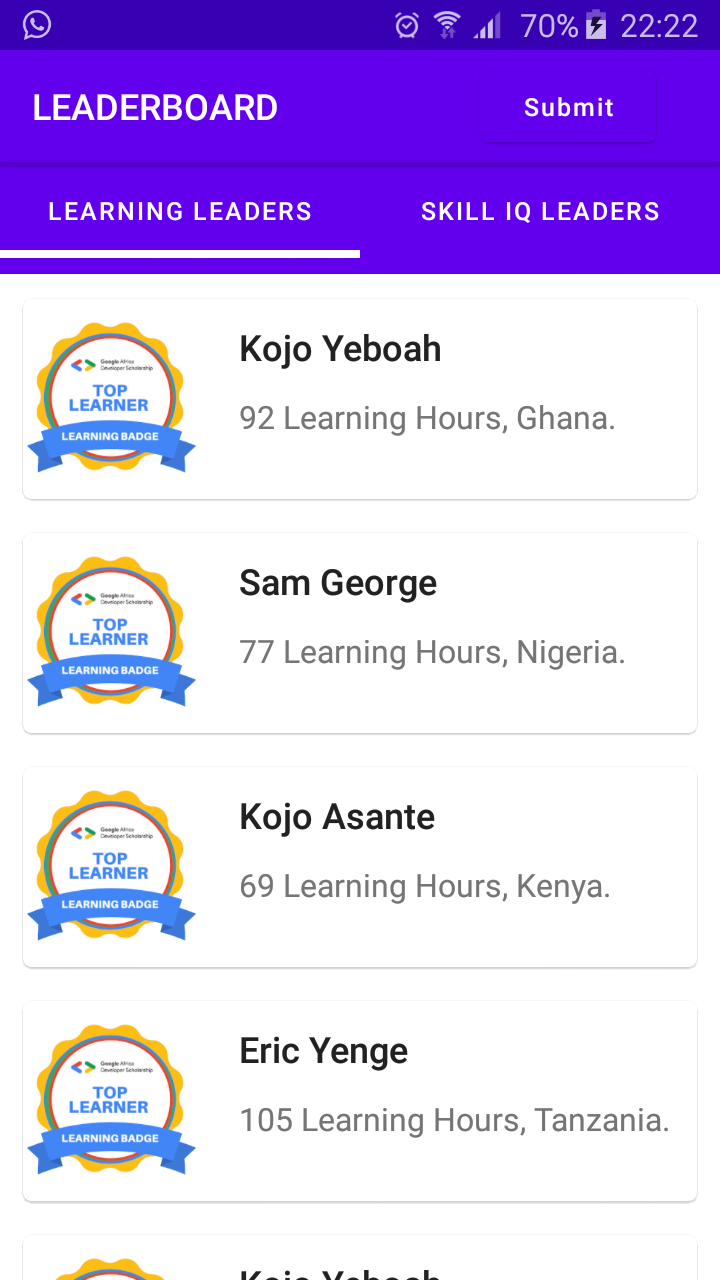 70% 22:22
LEADERBOARD Submit
LEARNING LEADERS SKILL IQ LEADERS
Google Africa
Developer Scholarship
TOP
LEARNER
LEARNING BADGE
Kojo Yeboah
92 Learning Hours, Ghana.
Google Africa
Developer Scholarship
TOP
LEARNER
LEARNING BADGE
Sam George
77 Learning Hours, Nigeria.
Google Africa
Developer Scholarship
TOP
LEARNER
LEARNING BADGE
Kojo Asante
69 Learning Hours, Kenya.
Google Africa
Developer Scholarship
TOP
LEARNER
LEARNING BADGE
Eric Yenge
105 Learning Hours, Tanzania.
Kojo Yeboah